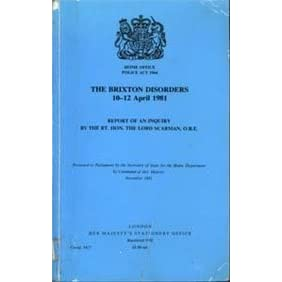 HOME OFFICE
POLICE ACT 1964
THE BRIXTON DISORDERS
10-12 April 1981
REPORT OF AN INQUIRY
BY THE RT. HON. THE LORD SCARMAN, O.B.E.
Presented to Parliament by the Secretary of State for the Home Department
by Command of Her Majesty
November 1981
LONDON
HER MAJESTY'S STATIONERY OFFICE
Cmnd. 8427